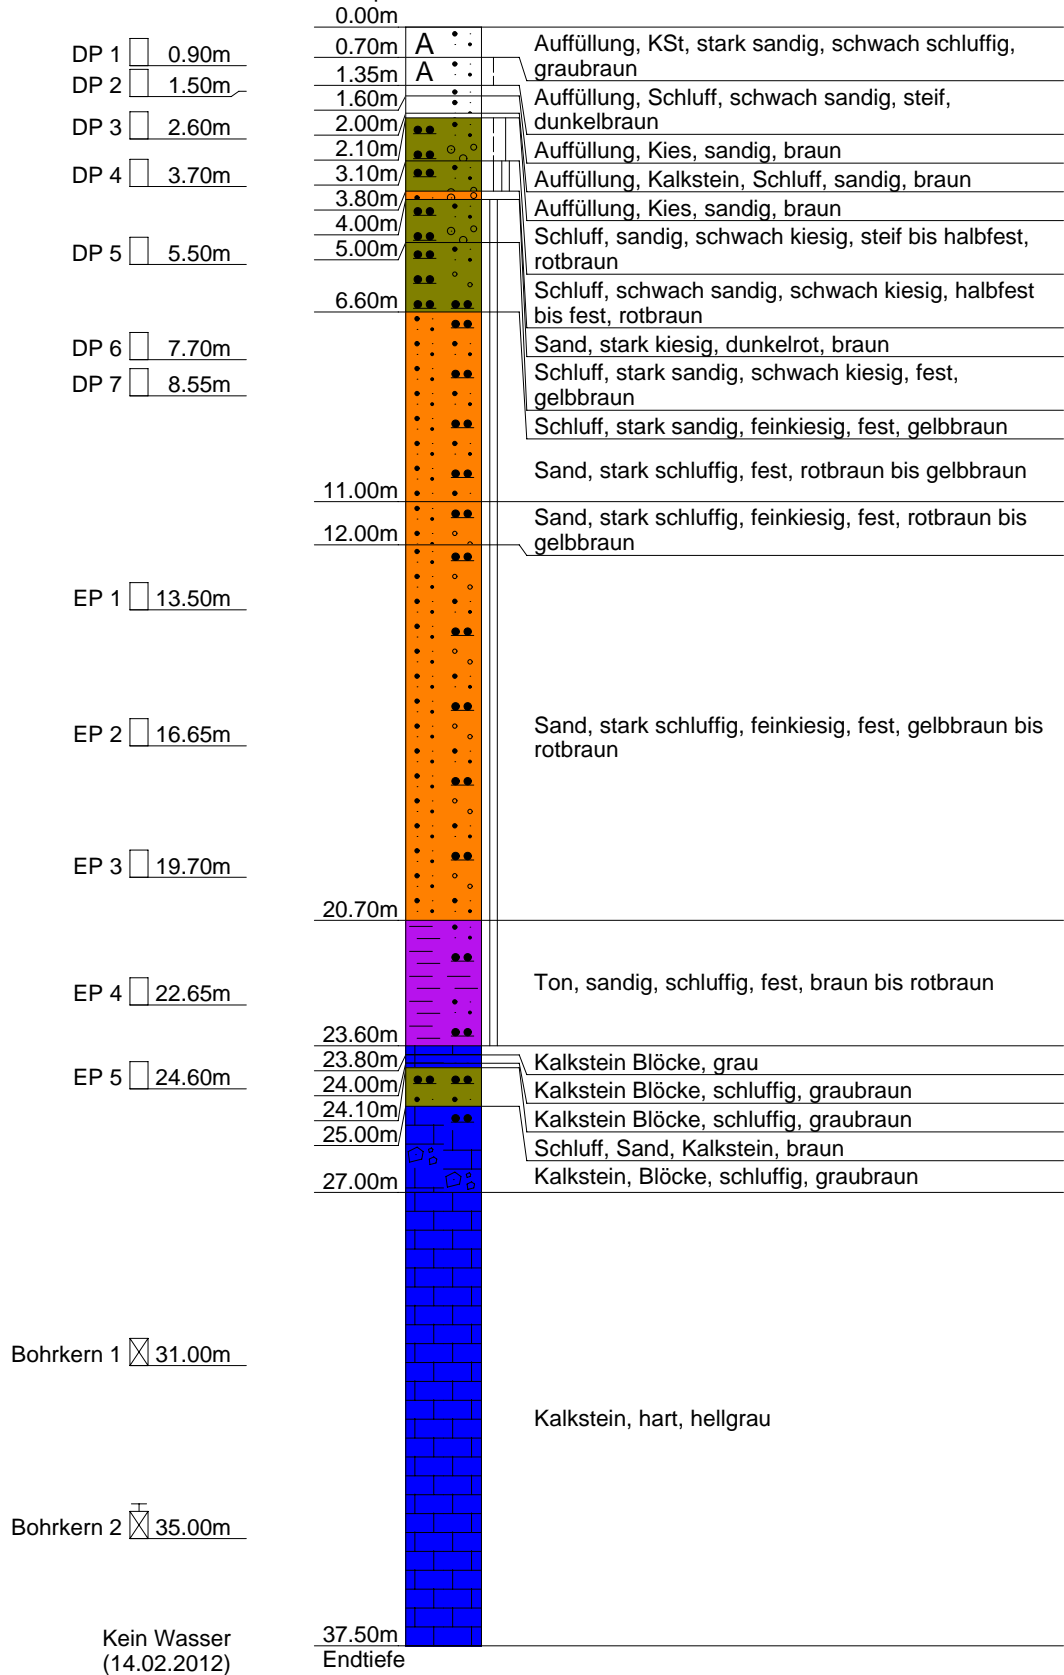 0.00m
DP 1 0.90m
DP 2 1.50m
DP 3 2.60m
DP 4 3.70m
DP 5 5.50m
DP 6 7.70m
DP 7 8.55m
EP 1 13.50m
EP 2 16.65m
EP 3 19.70m
EP 4 22.65m
EP 5 24.60m
Bohrkern 1 31.00m
Bohrkern 2 35.00m
Kein Wasser
(14.02.2012)
0.70m
1.35m
1.60m
2.00m
2.10m
3.10m
3.80m
4.00m
5.00m
6.60m
11.00m
12.00m
20.70m
23.60m
23.80m
24.00m
24.10m
25.00m
27.00m
37.50m
Endtiefe
A
A
Auffüllung, KSt, stark sandig, schwach schluffig,
graubraun
Auffüllung, Schluff, schwach sandig, steif,
dunkelbraun
Auffüllung, Kies, sandig, braun
Auffüllung, Kalkstein, Schluff, sandig, braun
Auffüllung, Kies, sandig, braun
Schluff, sandig, schwach kiesig, steif bis halbfest,
rotbraun
Schluff, schwach sandig, schwach kiesig, halbfest
bis fest, rotbraun
Sand, stark kiesig, dunkelrot, braun
Schluff, stark sandig, schwach kiesig, fest,
gelbbraun
Schluff, stark sandig, feinkiesig, fest, gelbbraun
Sand, stark schluffig, fest, rotbraun bis gelbbraun
Sand, stark schluffig, feinkiesig, fest, rotbraun bis
gelbbraun
Sand, stark schluffig, feinkiesig, fest, gelbbraun bis
rotbraun
Ton, sandig, schluffig, fest, braun bis rotbraun
Kalkstein Blöcke, grau
Kalkstein Blöcke, schluffig, graubraun
Kalkstein Blöcke, schluffig, graubraun
Schluff, Sand, Kalkstein, braun
Kalkstein, Blöcke, schluffig, graubraun
Kalkstein, hart, hellgrau